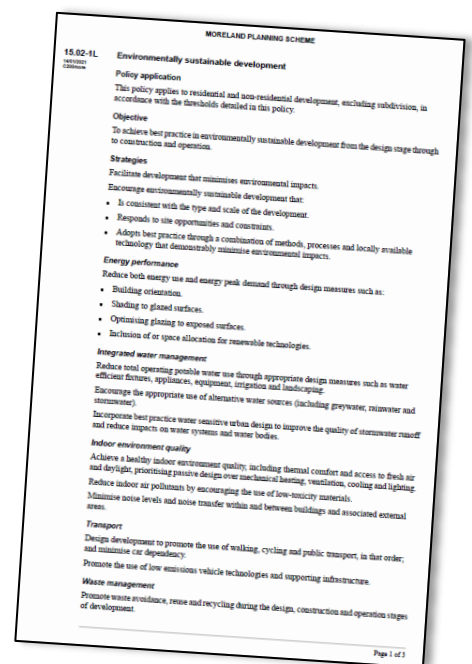 MORELAND PLANNING SCHEME
15.02-1L
Environmentally sustainable development
Policy application
This policy applies to residential and non-residential development, excluding subdivision, in
accordance with the thresholds detailed in this policy.
Objective
To achieve best practice in environmentally sustainable development from the design stage through
to construction and operation.
Strategies
Facilitate development that minimises environmental impacts.
Encourage environmentally sustainable development that:
• Is consistent with the type and scale of the development.
• Responds to site opportunities and constraints.
• Adopts best practice through a combination of methods, processes and locally available
technology that demonstrably minimise environmental impacts.
Energy performance
Reduce both energy use and energy peak demand through design measures such as:
• Building orientation.
• Shading to glazed surfaces.
• Optimising glazing to exposed surfaces.
• Inclusion of or space allocation for renewable technologies.
Integrated water management
Reduce total operating potable water use through appropriate design measures such as water
efficient fixtures, appliances, equipment, irrigation and landscaping.
Encourage the appropriate use of alternative water sources (including greywater, rainwater and
stormwater).
Incorporate best practice water sensitive urban design to improve the quality of stormwater runoff
and reduce impacts on water systems and water bodies.
Indoor environment quality
Achieve a healthy indoor environment quality, including thermal comfort and access to fresh air
and daylight, prioritising passive design over mechanical heating, ventilation, cooling and lighting.
Reduce indoor air pollutants by encouraging the use of low-toxicity materials.
Minimise noise levels and noise transfer within and between buildings and associated external
areas.
Transport
Design development to promote the use of walking, cycling and public transport, in that order;
and minimise car dependency.
Promote the use of low emissions vehicle technologies and supporting infrastructure.
Waste management
Promote waste avoidance, reuse and recycling during the design, construction and operation stages
of development.
Page 1 of 3